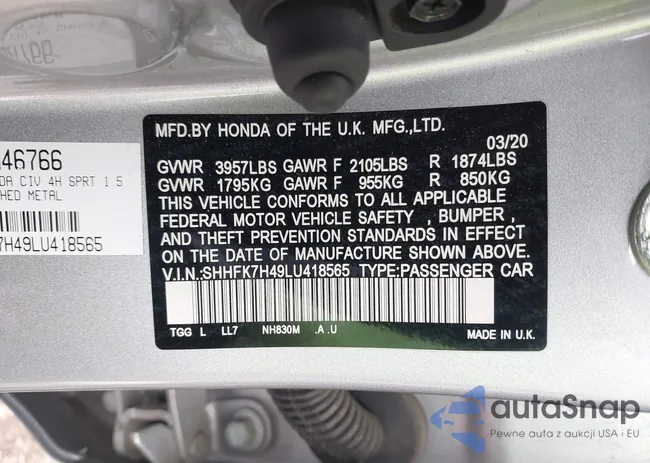 46766
DA CIV 4H SPRT 1 5
HED METAL
7H49LU418565
MFD.BY HONDA OF THE U.K. MFG.,LTD.
03/20
GVWR 3957LBS GAWR F 2105LBS R 1874LBS
GVWR 1795KG GAWR F 955KG R 850KG
THIS VEHICLE CONFORMS TO ALL APPLICABLE
FEDERAL MOTOR VEHICLE SAFETY , BUMPER ,
AND THEFT PREVENTION STANDARDS IN EFFECT
ON THE DATE OF MANUFACTURE SHOWN ABOVE.
V.I.N.:SHHFK7H49LU418565 TYPE:PASSENGER CAR
TGG L LL7 NH830M .A .U
MADE IN U.K.
autaSnap
Pewne auta z aukcji USA i EU